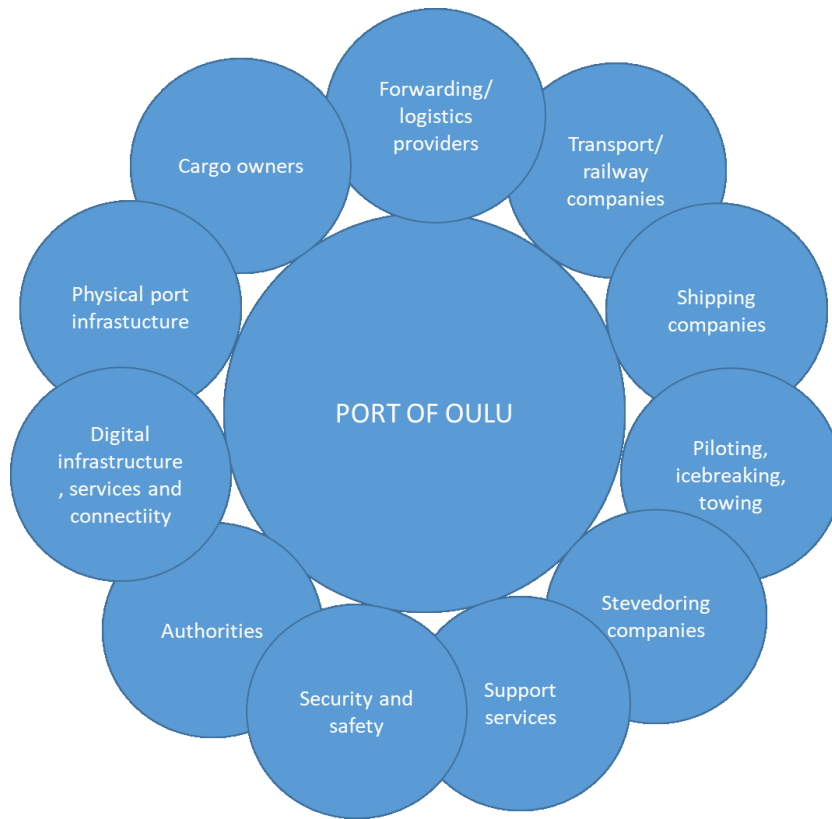 Forwarding/
logistics
providers
Transport/
railway
companies
Cargo owners
Shipping
companies
Physical port
infrastucture
PORT OF OULU
Piloting,
icebreaking,
towing
Digital
infrastructure
, services and
connectiity
Stevedoring
companies
Authorities
Support
services
Security and
safety